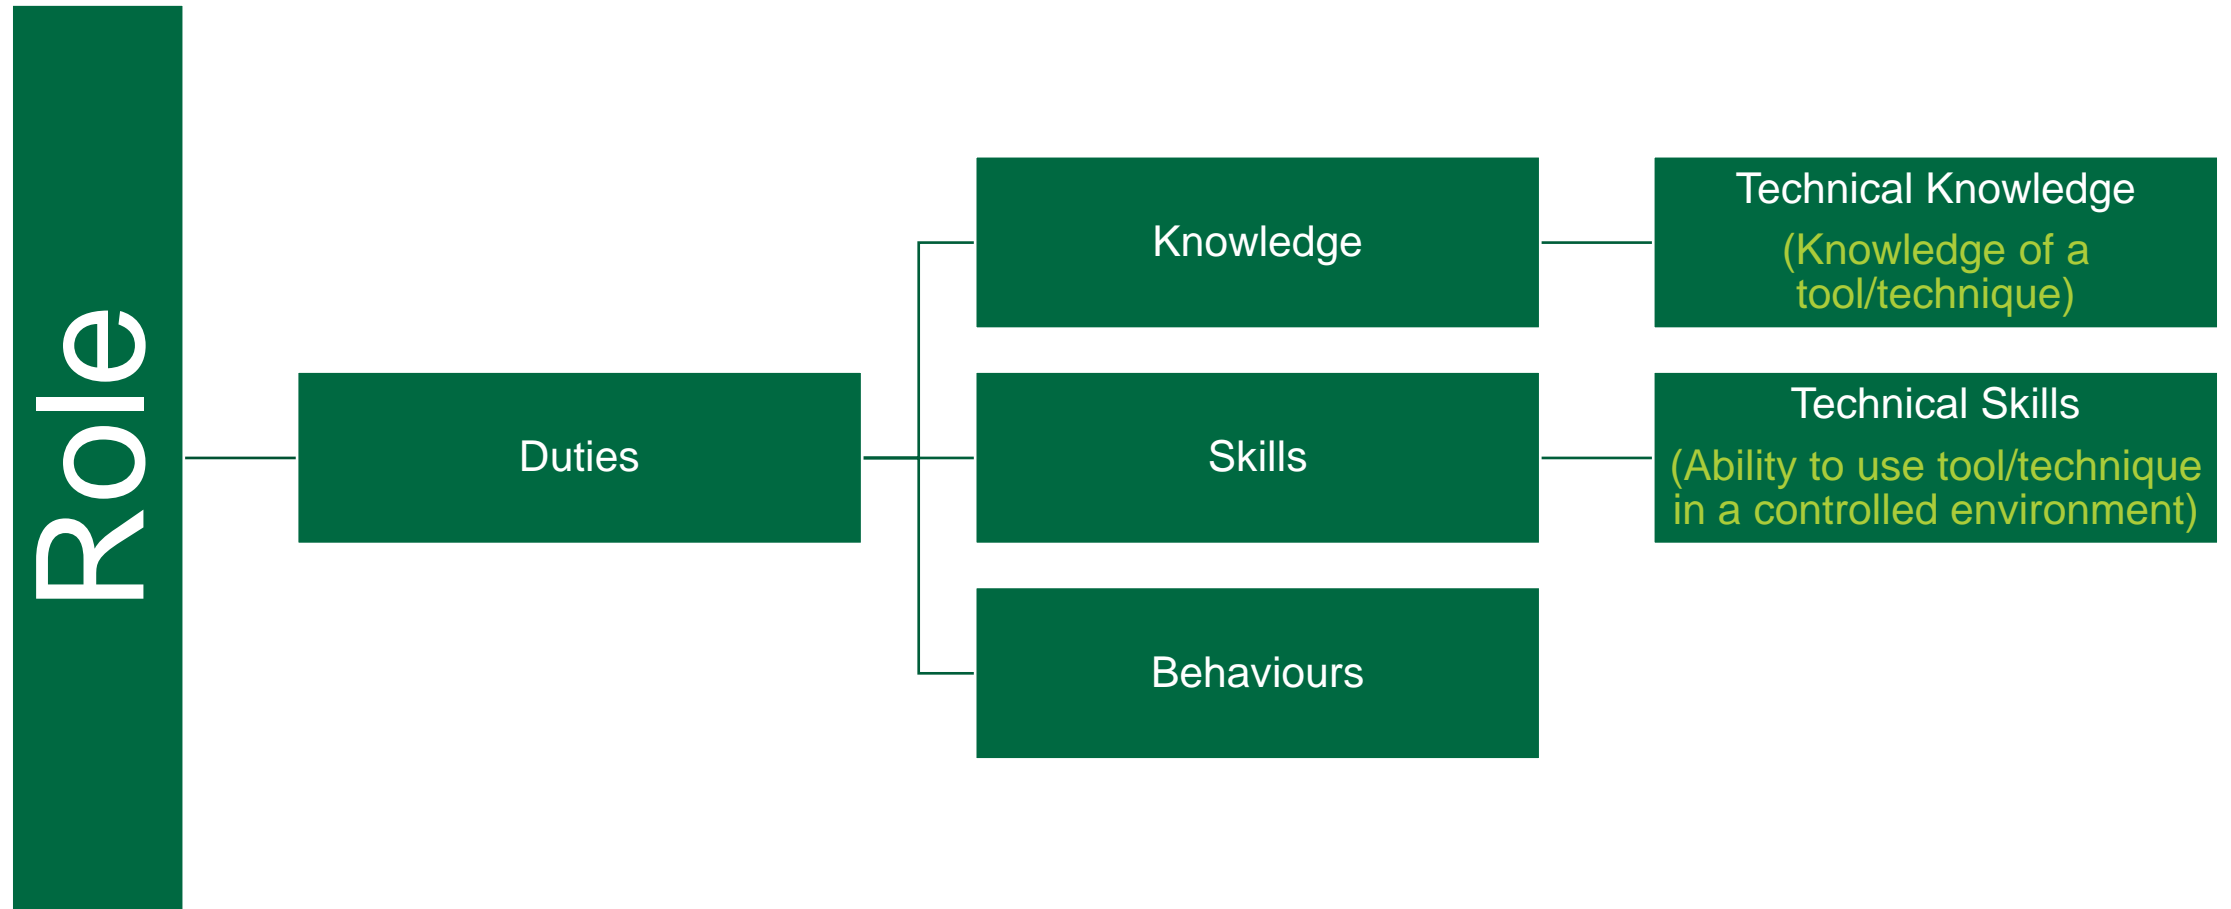 Role
Duties
Knowledge
Technical Knowledge
(Knowledge of a
tool/technique)
Skills
Technical Skills
(Ability to use tool/technique
in a controlled environment)
Behaviours